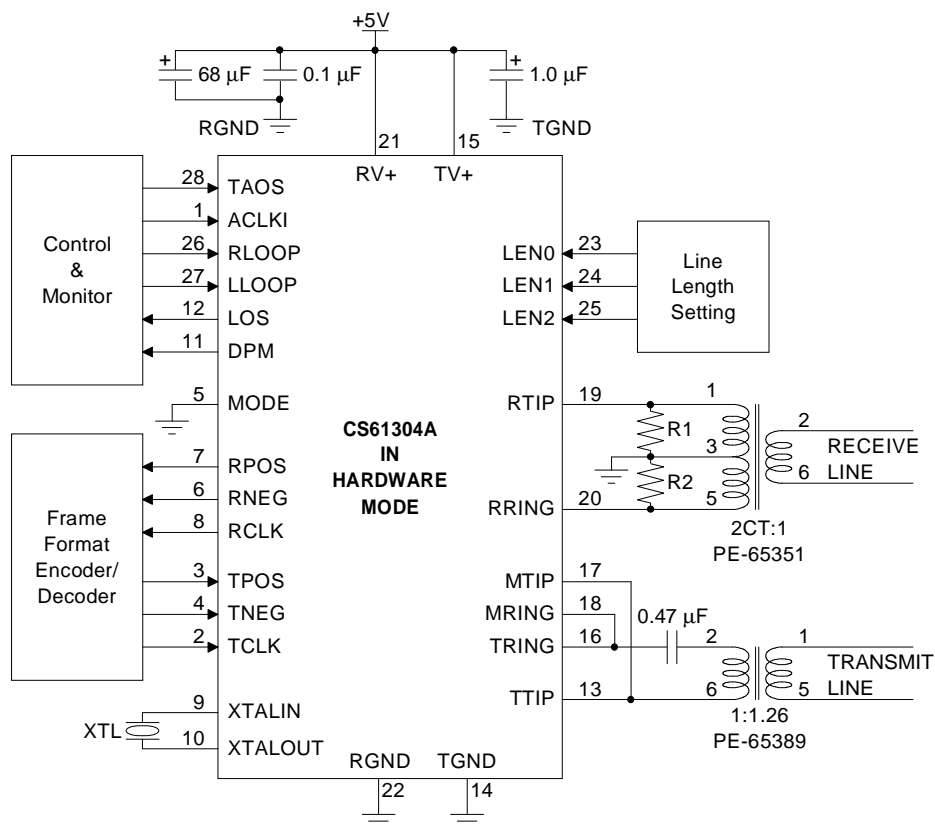 +5V
+
68 μF
0.1 μF
+
1.0 μF
RGND
TGND
21
15
RV+
TV+
Control
&
Monitor
28
TAOS
1
ACLKI
26
RLOOP
27
LLOOP
12
LOS
11
DPM
5
MODE
LEN0
23
LEN1
24
LEN2
25
Line
Length
Setting
CS61304A
IN
HARDWARE
MODE
Frame
Format
Encoder/
Decoder
7
RPOS
6
RNEG
8
RCLK
3
TPOS
4
TNEG
2
TCLK
RTIP
19
R1
R2
RRING
20
1
3
5
2
6
RECEIVE
LINE
2CT:1
PE-65351
MTIP
17
MRING
18
TRING
16
TTIP
13
0.47 μF
2
6
1
5
TRANSMIT
LINE
1:1.26
PE-65389
XTL
9
XTALIN
10
XTALOUT
RGND
TGND
22
14